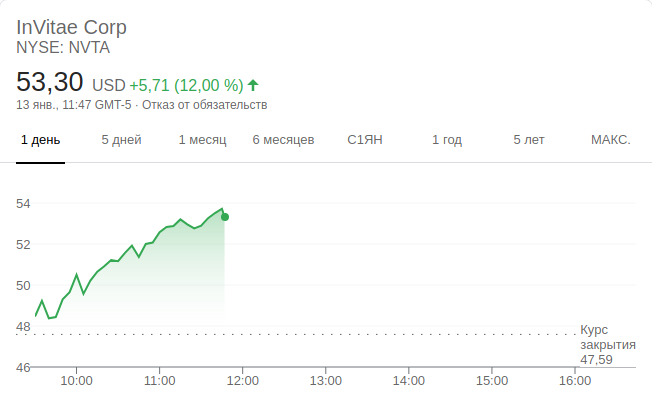 InVitae Corp
NYSE: NVTA
53,30 USD +5,71 (12,00 %)
13 янв., 11:47 GMT-5 · Отказ от обязательств
1 день 5 дней 1 месяц 6 месяцев С1ЯН 1 год 5 лет МАКС.
54
52
50
48
46
Курс
закрытия
47,59
10:00 11:00 12:00 13:00 14:00 15:00 16:00